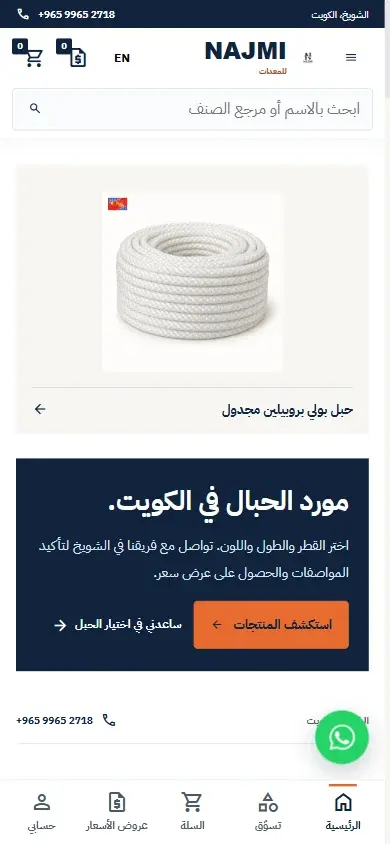 الشويخ، الكويت
+965 9965 2718
NAJMI
للمعدات
EN
0
0
ابحث بالاسم أو مرجع الصنف
حبل بولي بروبيلين مجدول
مورد الحبال في الكويت.
اختر القطر والطول واللون. تواصل مع فريقنا في الشويخ لتأكيد
المواصفات والحصول على عرض سعر.
استكشف المنتجات
ساعدني في اختيار الحبل
+965 9965 2718
الرئيسية
تسوّق
السلة
عروض الأسعار
حسابي